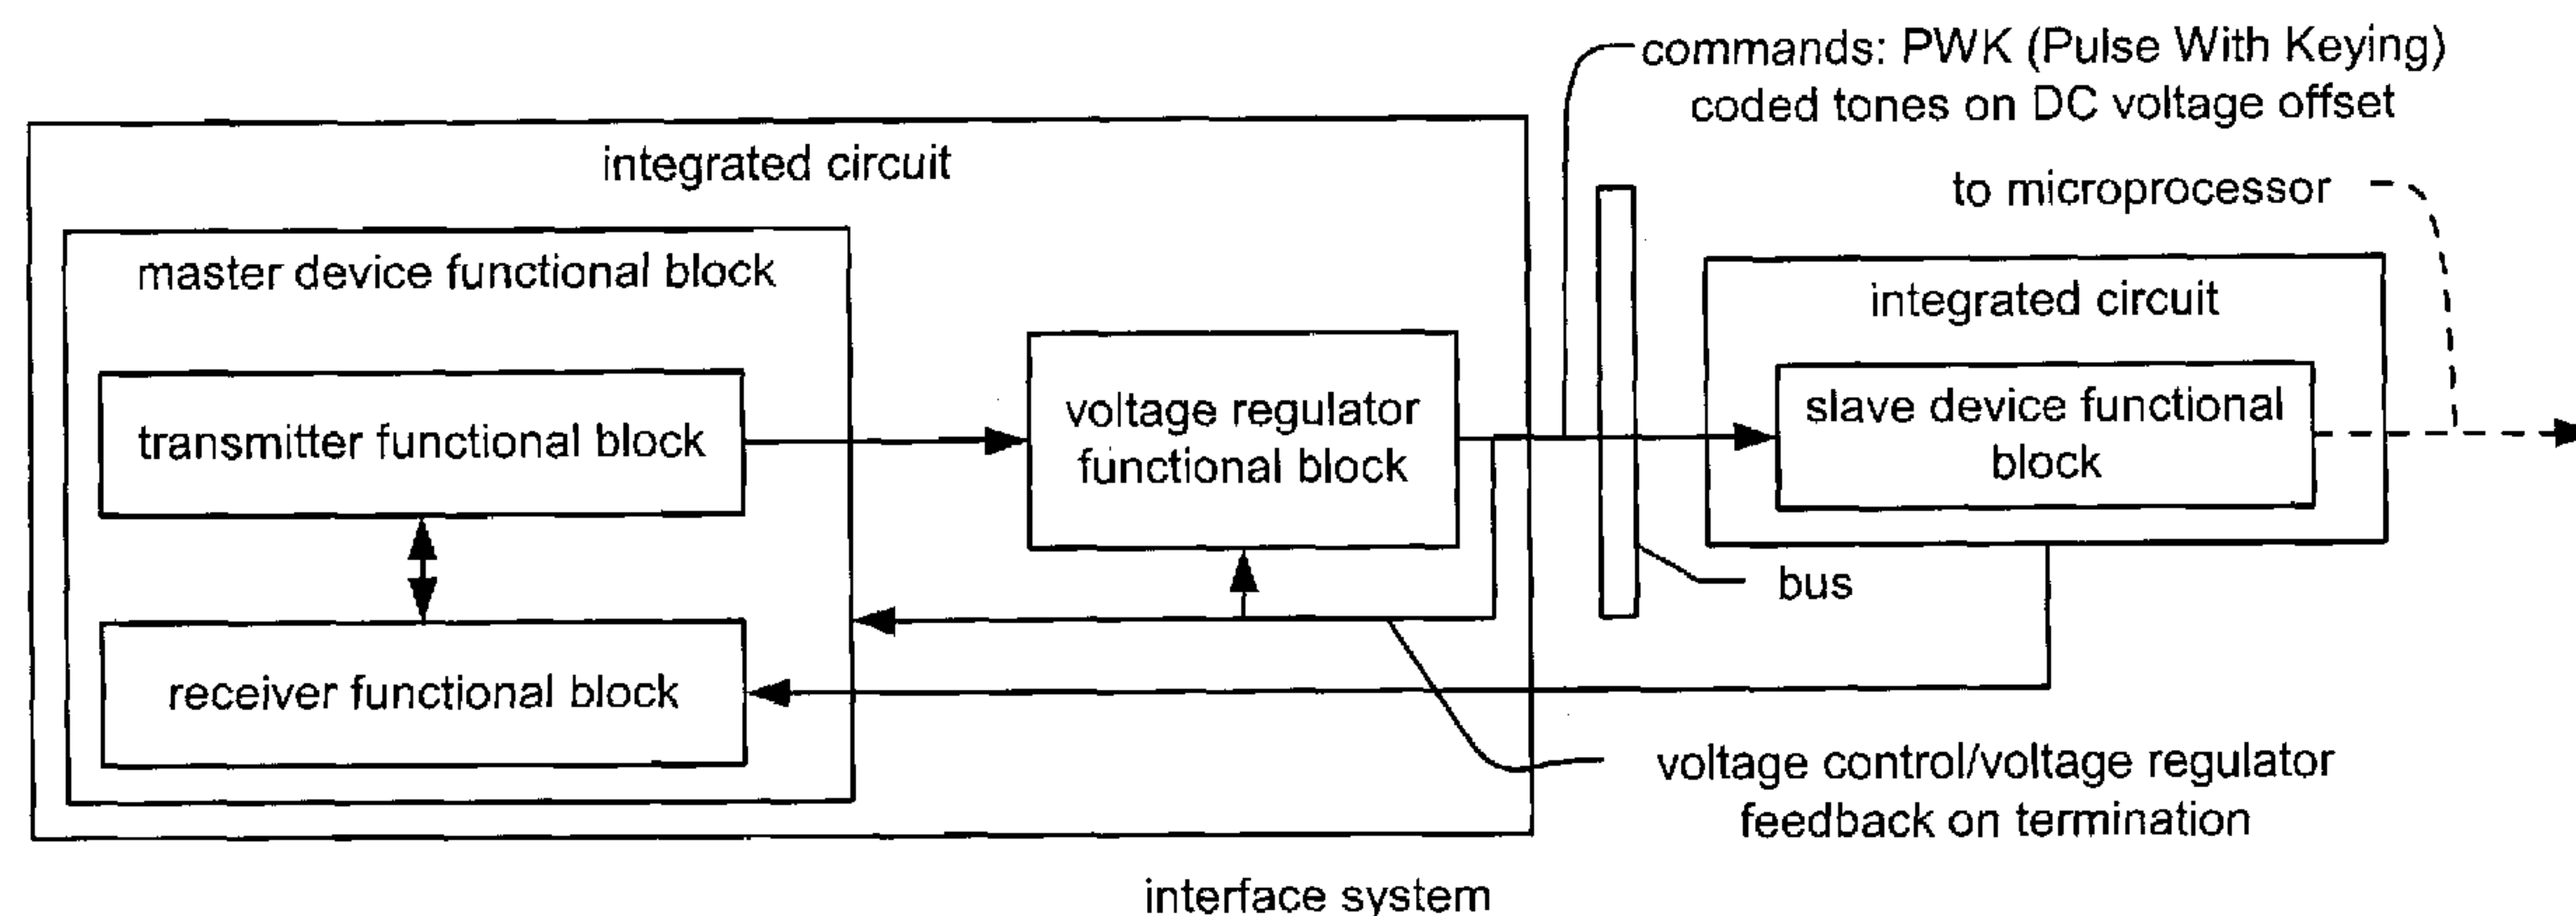 commands: PWK (Pulse With Keying)
coded tones on DC voltage offset
integrated circuit
to microprocessor
master device functional block
integrated circuit
transmitter functional block
voltage regulator
functional block
slave device functional
block
bus
receiver functional block
voltage control/voltage regulator
feedback on termination
interface system